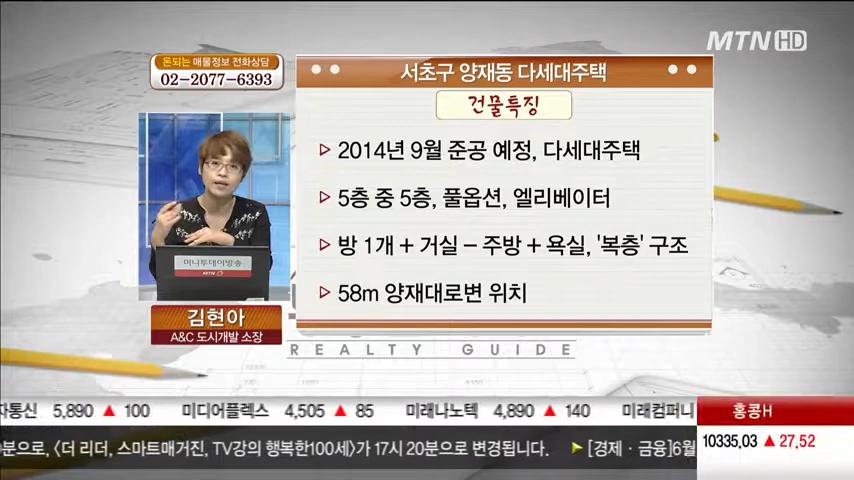 MTN HD
돈되는 매물정보 전화상담
02-2077-6393
서초구 양재동 다세대주택
건물특징
▷ 2014년 9월 준공 예정, 다세대주택
▷ 5층 중 5층, 풀옵션, 엘리베이터
▷ 방 1개 + 거실 - 주방 + 욕실, '복층' 구조
▷ 58m 양재대로변 위치
머니투데이방송
MTN
김현아
A&C 도시개발 소장
REALTY GUIDE
자통신 5,890 ▲ 100 미디어플렉스 4,505 ▲ 85 미래나노텍 4,890 ▲ 140 미래컴퍼니
홍콩H
10335,03 ▲ 27,52
0분으로, <더 리더, 스마트매거진, TV강의 행복한100세>가 17시 20분으로 변경됩니다. ▶ [경제·금융]6월